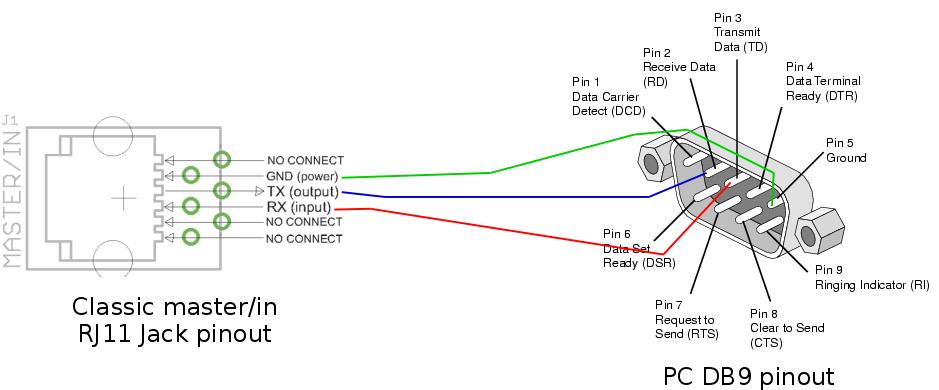 Pin 3
Transmit
Data (TD)
Pin 2
Receive Data
(RD)
Pin 4
Data Terminal
Ready (DTR)
Pin 1
Data Carrier
Detect (DCD)
Pin 5
Ground
J1
MASTER/IN
NO CONNECT
GND (power)
TX (output)
RX (input)
NO CONNECT
NO CONNECT
Pin 6
Data Set
Ready (DSR)
Pin 9
Ringing Indicator (RI)
Pin 7
Request to
Send (RTS)
Pin 8
Clear to Send
(CTS)
Classic master/in
RJ11 Jack pinout
PC DB9 pinout